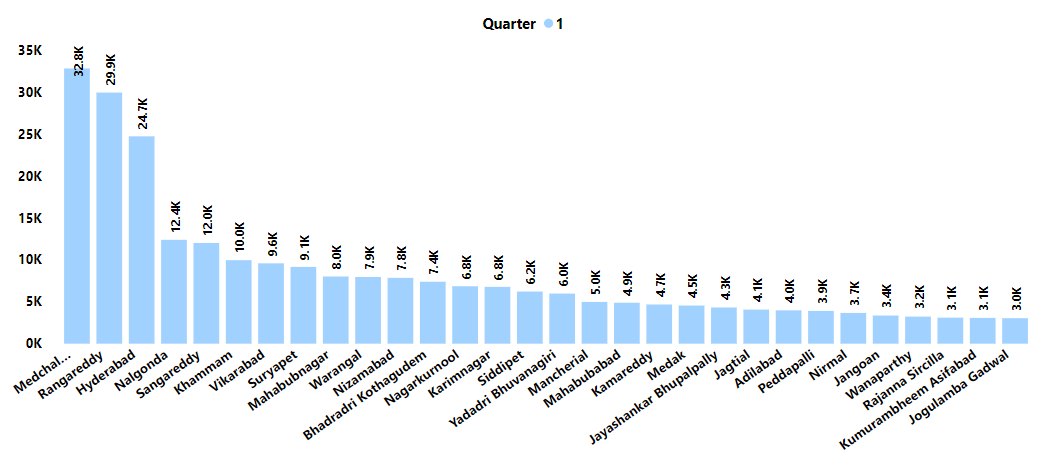 Quarter 1
35K
30K
25K
20K
15K
10K
5K
0K
32.8K
29.9K
24.7K
12.4K
12.0K
10.0K
9.6K
9.1K
8.0K
7.9K
7.8K
7.4K
6.8K
6.8K
6.2K
6.0K
5.0K
4.9K
4.7K
4.5K
4.3K
4.1K
4.0K
3.9K
3.7K
3.4K
3.2K
3.1K
3.1K
3.0K
Medchal...
Rangareddy
Hyderabad
Nalgonda
Sangareddy
Khammam
Vikarabad
Suryapet
Mahabubnagar
Warangal
Nizamabad
Bhadradri Kothagudem
Nagarkurnool
Karimnagar
Siddipet
Yadadri Bhuvanagiri
Mancherial
Mahabubabad
Kamareddy
Medak
Jayashankar Bhupalpally
Jagtial
Adilabad
Peddapalli
Nirmal
Jangoan
Wanaparthy
Rajanna Sircilla
Kumurambheem Asifabad
Jogulamba Gadwal